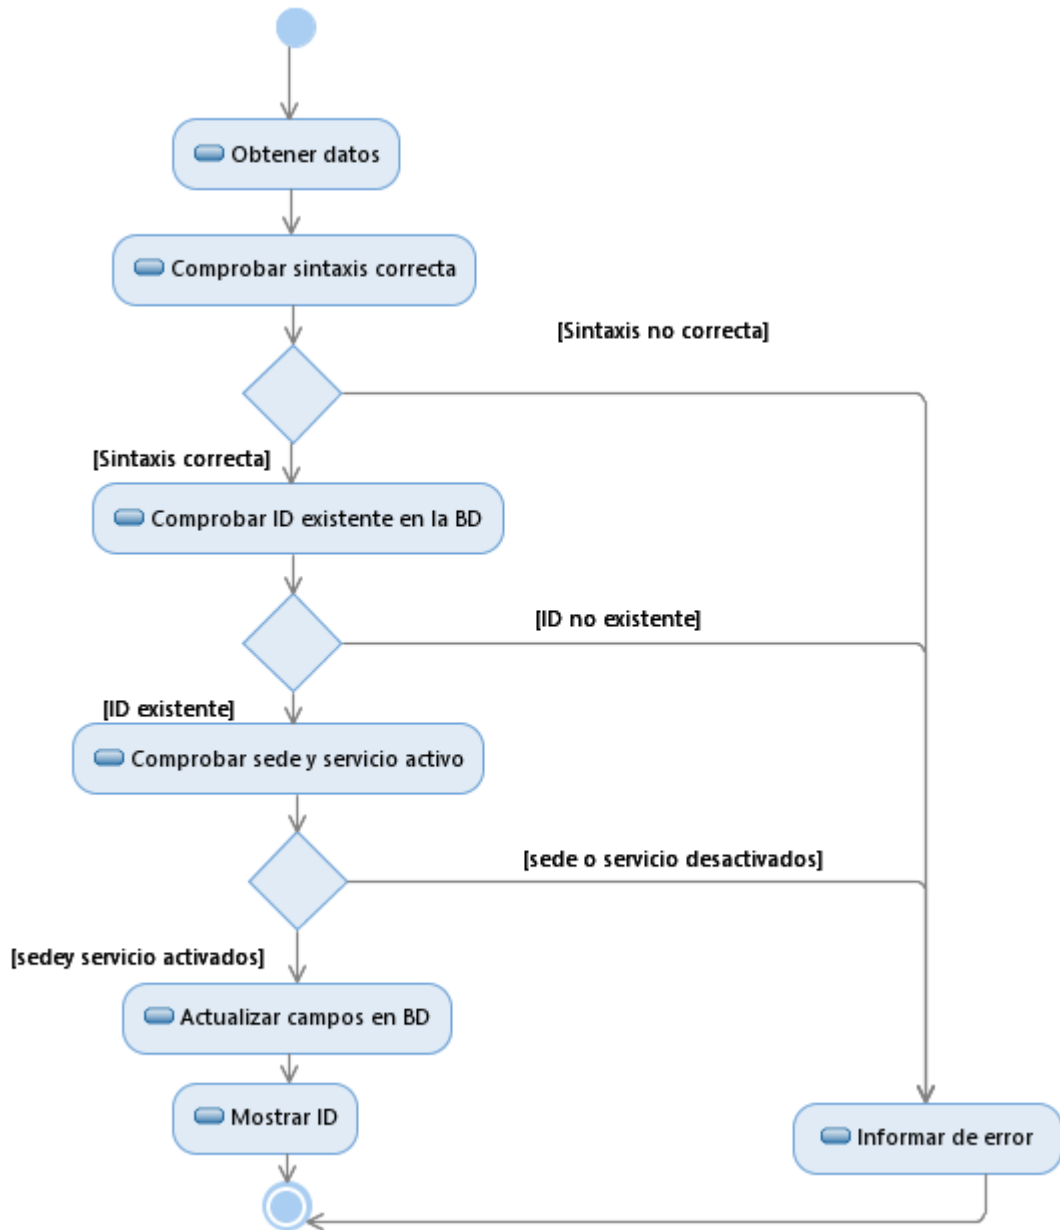 Obtener datos
Comprobar sintaxis correcta
[Sintaxis no correcta]
[Sintaxis correcta]
Comprobar ID existente en la BD
[ID no existente]
[ID existente]
Comprobar sede y servicio activo
[sede o servicio desactivados]
[sedey servicio activados]
Actualizar campos en BD
Mostrar ID
Informar de error